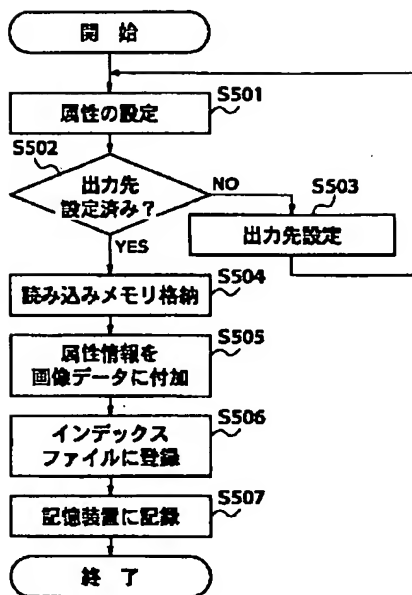 開始
S501
属性の設定
S502
出力先
設定済み?
NO
S503
出力先設定
YES
S504
読み込みメモリ格納
S505
属性情報を
画像データに付加
S506
インデックス
ファイルに登録
S507
記憶装置に記録
終了